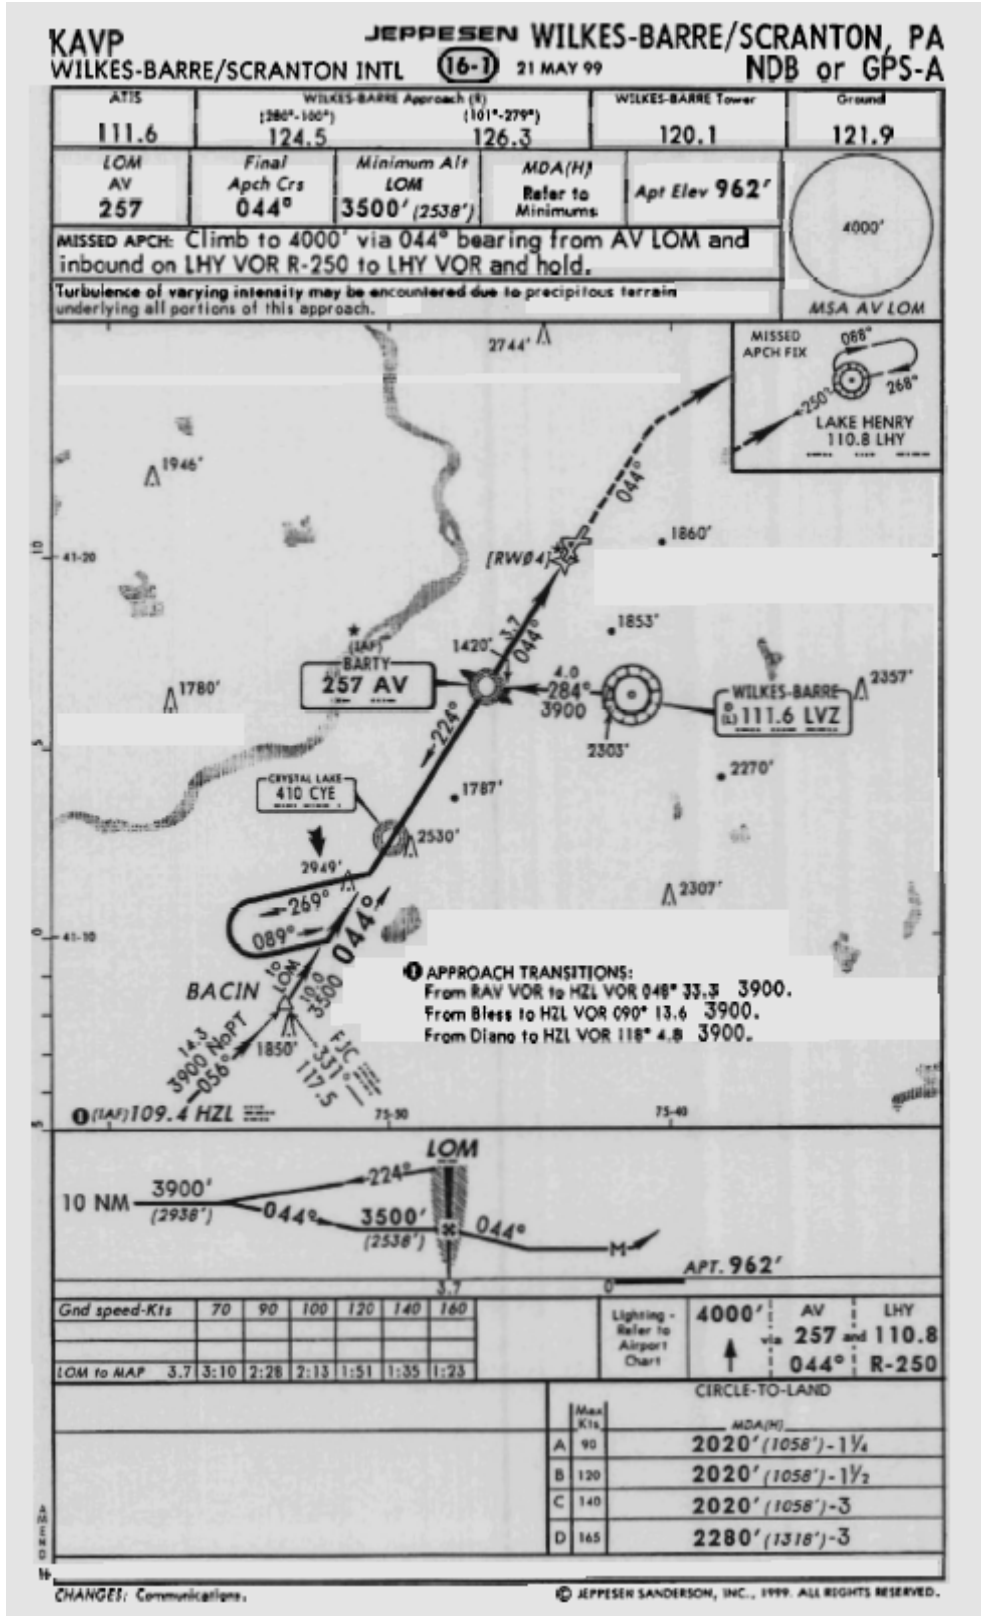 KAVP
JEPPESEN WILKES-BARRE/SCRANTON, PA
WILKES-BARRE/SCRANTON INTL
16-1
21 MAY 99
NDB or GPS-A
ATIS
111.6
WILKES-BARRE Approach (R)
(280°-100°) (101°-279°)
124.5 126.3
WILKES-BARRE Tower
120.1
Ground
121.9
LOM
AV
257
Final
Apch Crs
044°
Minimum Alt
LOM
3500' (2538')
MDA(H)
Refer to
Minimums
Apt Elev 962'
4000'
MSA AV LOM
MISSED APCH: Climb to 4000' via 044° bearing from AV LOM and
inbound on LHY VOR R-250 to LHY VOR and hold.
Turbulence of varying intensity may be encountered due to precipitous terrain
underlying all portions of this approach.
2744'
MISSED
APCH FIX
088°
268°
250°
LAKE HENRY
110.8 LHY
1946'
044°
10
41-20
[RW04]
1860'
(IAF)
BARTY
257 AV
1420'
3.7
044°
1853'
4.0
284°
3900
WILKES-BARRE
D
(L) 111.6 LVZ
2357'
1780'
2303'
224°
5
2270'
CRYSTAL LAKE
410 CYE
1787'
2530'
2949'
269°
089°
044°
2307'
0
41-10
BACIN
to
LOM
10.0
3500
APPROACH TRANSITIONS:
From RAV VOR to HZL VOR 048° 33.3 3900.
From Bless to HZL VOR 090° 13.6 3900.
From Diano to HZL VOR 118° 4.8 3900.
14.3
3900 NoPT
056°
1850'
FJC
331°
117.5
(IAF) 109.4 HZL
75-50
75-40
5
LOM
10 NM
3900'
(2938')
224°
044°
3500'
(2538')
044°
M
APT. 962'
3.7
0
Gnd speed-Kts 70 90 100 120 140 160
LOM to MAP 3.7 3:10 2:28 2:13 1:51 1:35 1:23
Lighting -
Refer to
Airport
Chart
4000'
via
AV
257
044°
and
LHY
110.8
R-250
CIRCLE-TO-LAND
Max
Kts.
MDA(H)
A 90 2020' (1058')-1¼
B 120 2020' (1058')-1½
C 140 2020' (1058')-3
D 165 2280' (1318')-3
AMEND
16
CHANGES: Communications.
© JEPPESEN SANDERSON, INC., 1999. ALL RIGHTS RESERVED.